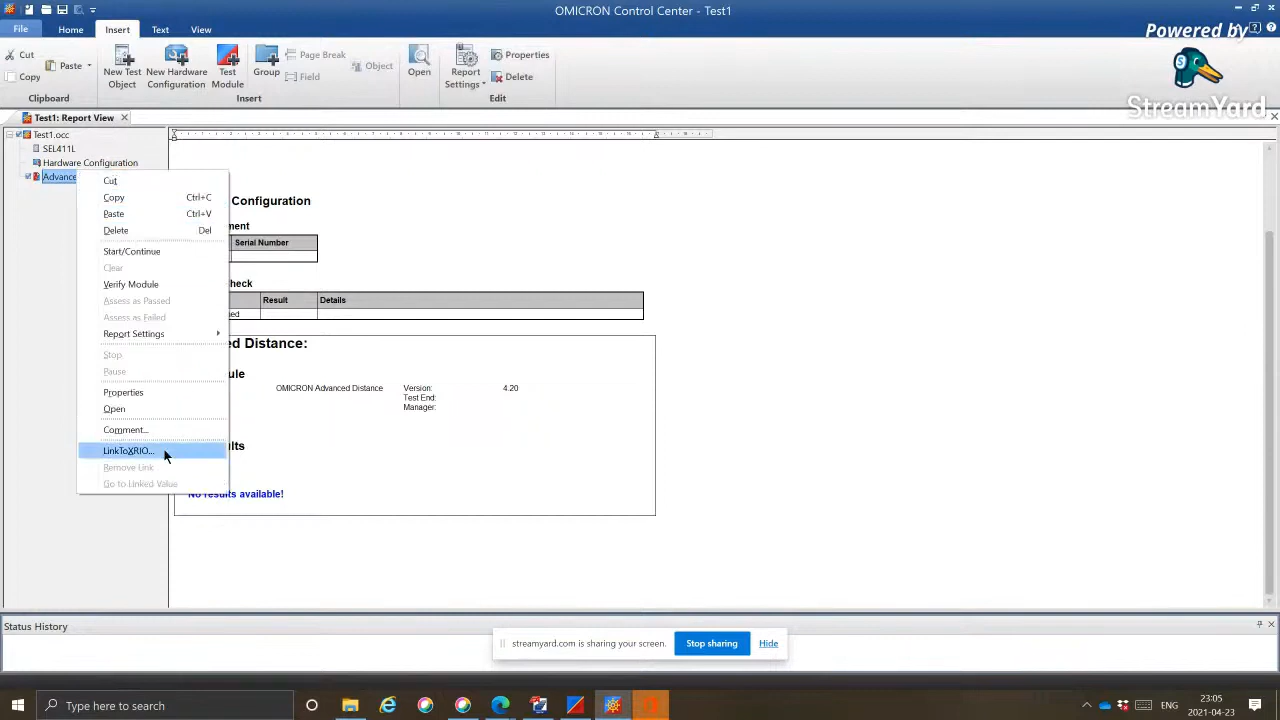 OMICRON Control Center - Test1
Powered by
StreamYard
File
Home
Insert
Text
View
Cut
Copy
Paste
Clipboard
New Test
Object
New Hardware
Configuration
Test
Module
Group
Page Break
Field
Object
Insert
Open
Report
Settings
Properties
Delete
Edit
Test1: Report View
Test1.occ
SEL411L
Hardware Configuration
Advance
Cut
Copy Ctrl+C
Paste Ctrl+V
Delete Del
Start/Continue
Clear
Verify Module
Assess as Passed
Assess as Failed
Report Settings
Stop
Pause
Properties
Open
Comment...
LinkToXRIO...
Remove Link
Go to Linked Value
Configuration
ment
Serial Number
heck
Result Details
ed
ed Distance:
ule
OMICRON Advanced Distance Version: 4.20
Test End:
Manager:
ults
No results available!
Status History
streamyard.com is sharing your screen. Stop sharing Hide
Type here to search
ENG
23:05
2021-04-23